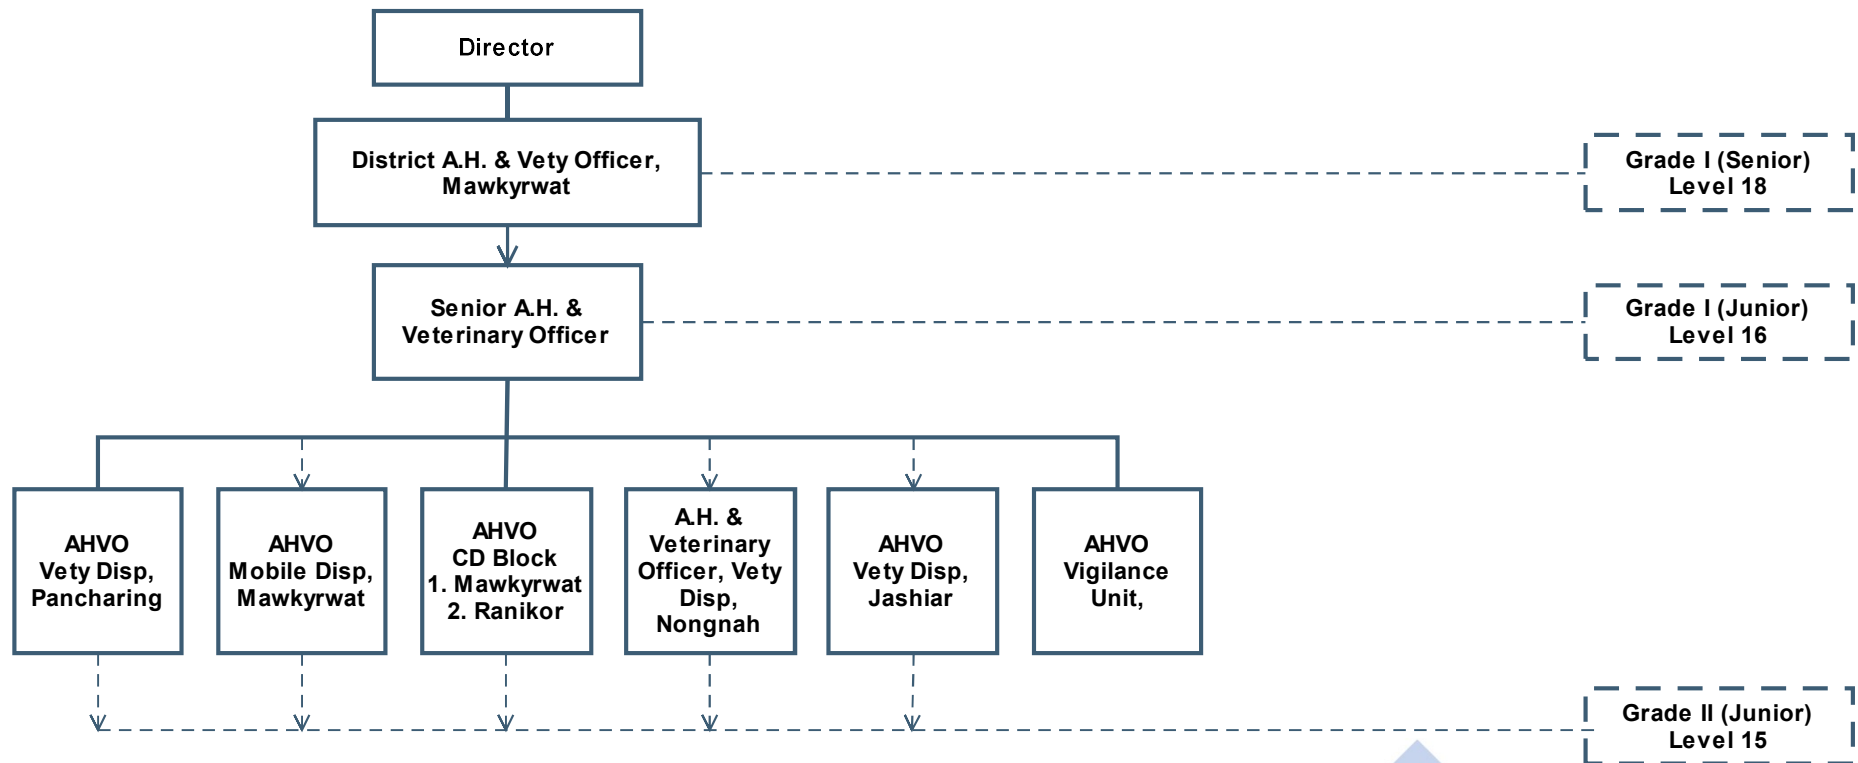 Director
District A.H. & Vety Officer,
Mawkyrwat
Grade I (Senior)
Level 18
Senior A.H. &
Veterinary Officer
Grade I (Junior)
Level 16
AHVO
Vety Disp,
Pancharing
AHVO
Mobile Disp,
Mawkyrwat
AHVO
CD Block
1. Mawkyrwat
2. Ranikor
A.H. &
Veterinary
Officer, Vety
Disp,
Nongnah
AHVO
Vety Disp,
Jashiar
AHVO
Vigilance
Unit,
Grade II (Junior)
Level 15